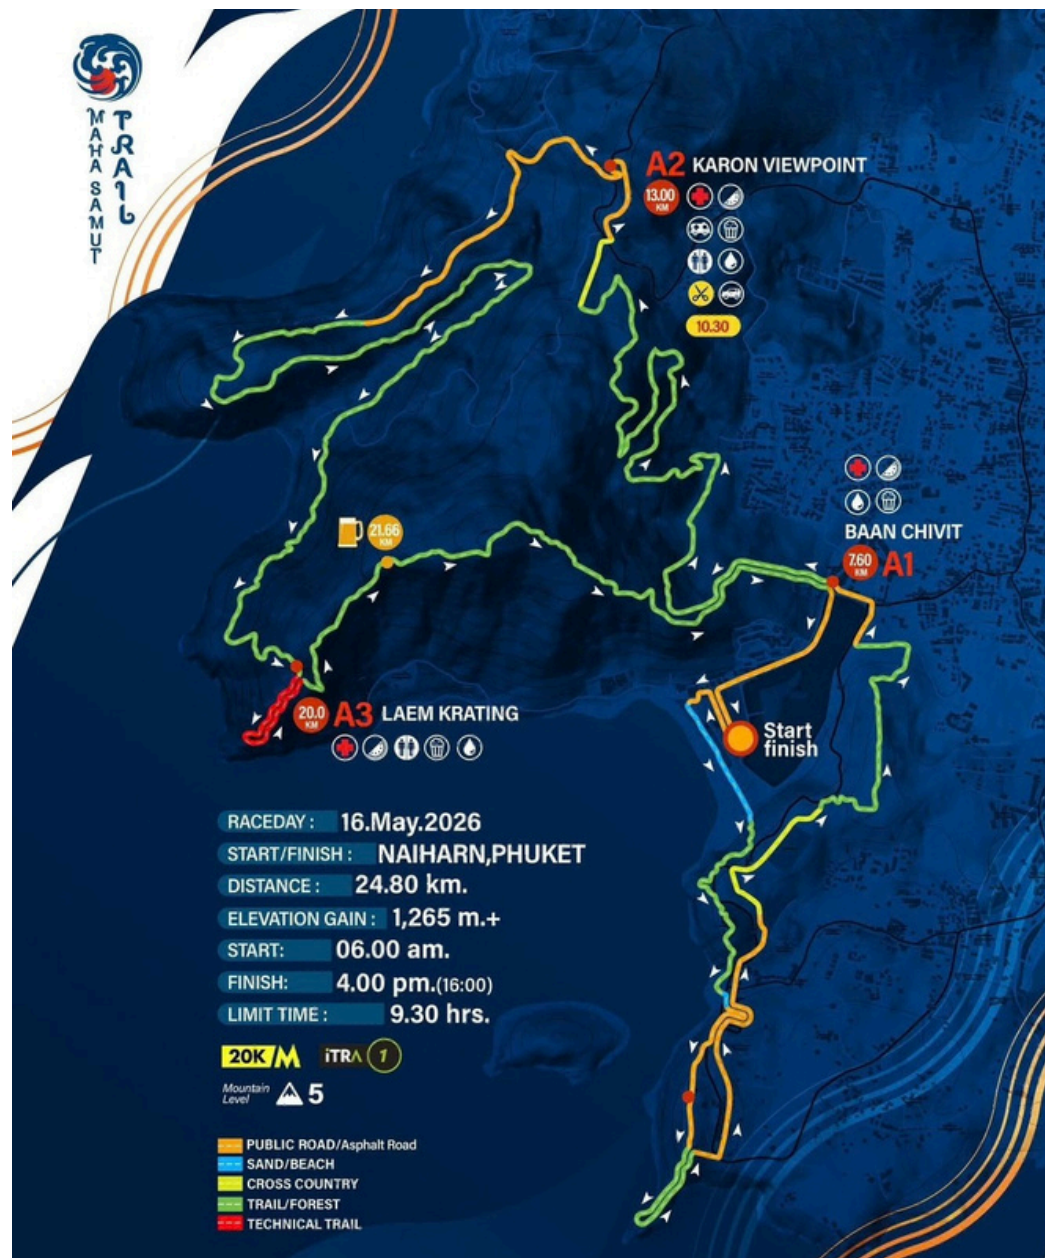 MAHA SAMUT
TRAIL
A2 KARON VIEWPOINT
13.00
KM
10.30
BAAN CHIVIT
7.60
KM
A1
21.66
KM
20.0
KM
A3 LAEM KRATING
Start
finish
RACEDAY : 16.May.2026
START/FINISH : NAIHARN,PHUKET
DISTANCE : 24.80 km.
ELEVATION GAIN : 1,265 m.+
START: 06.00 am.
FINISH: 4.00 pm.(16:00)
LIMIT TIME : 9.30 hrs.
20K M
iTRA 1
Mountain
Level 5
PUBLIC ROAD/Asphalt Road
SAND/BEACH
CROSS COUNTRY
TRAIL/FOREST
TECHNICAL TRAIL